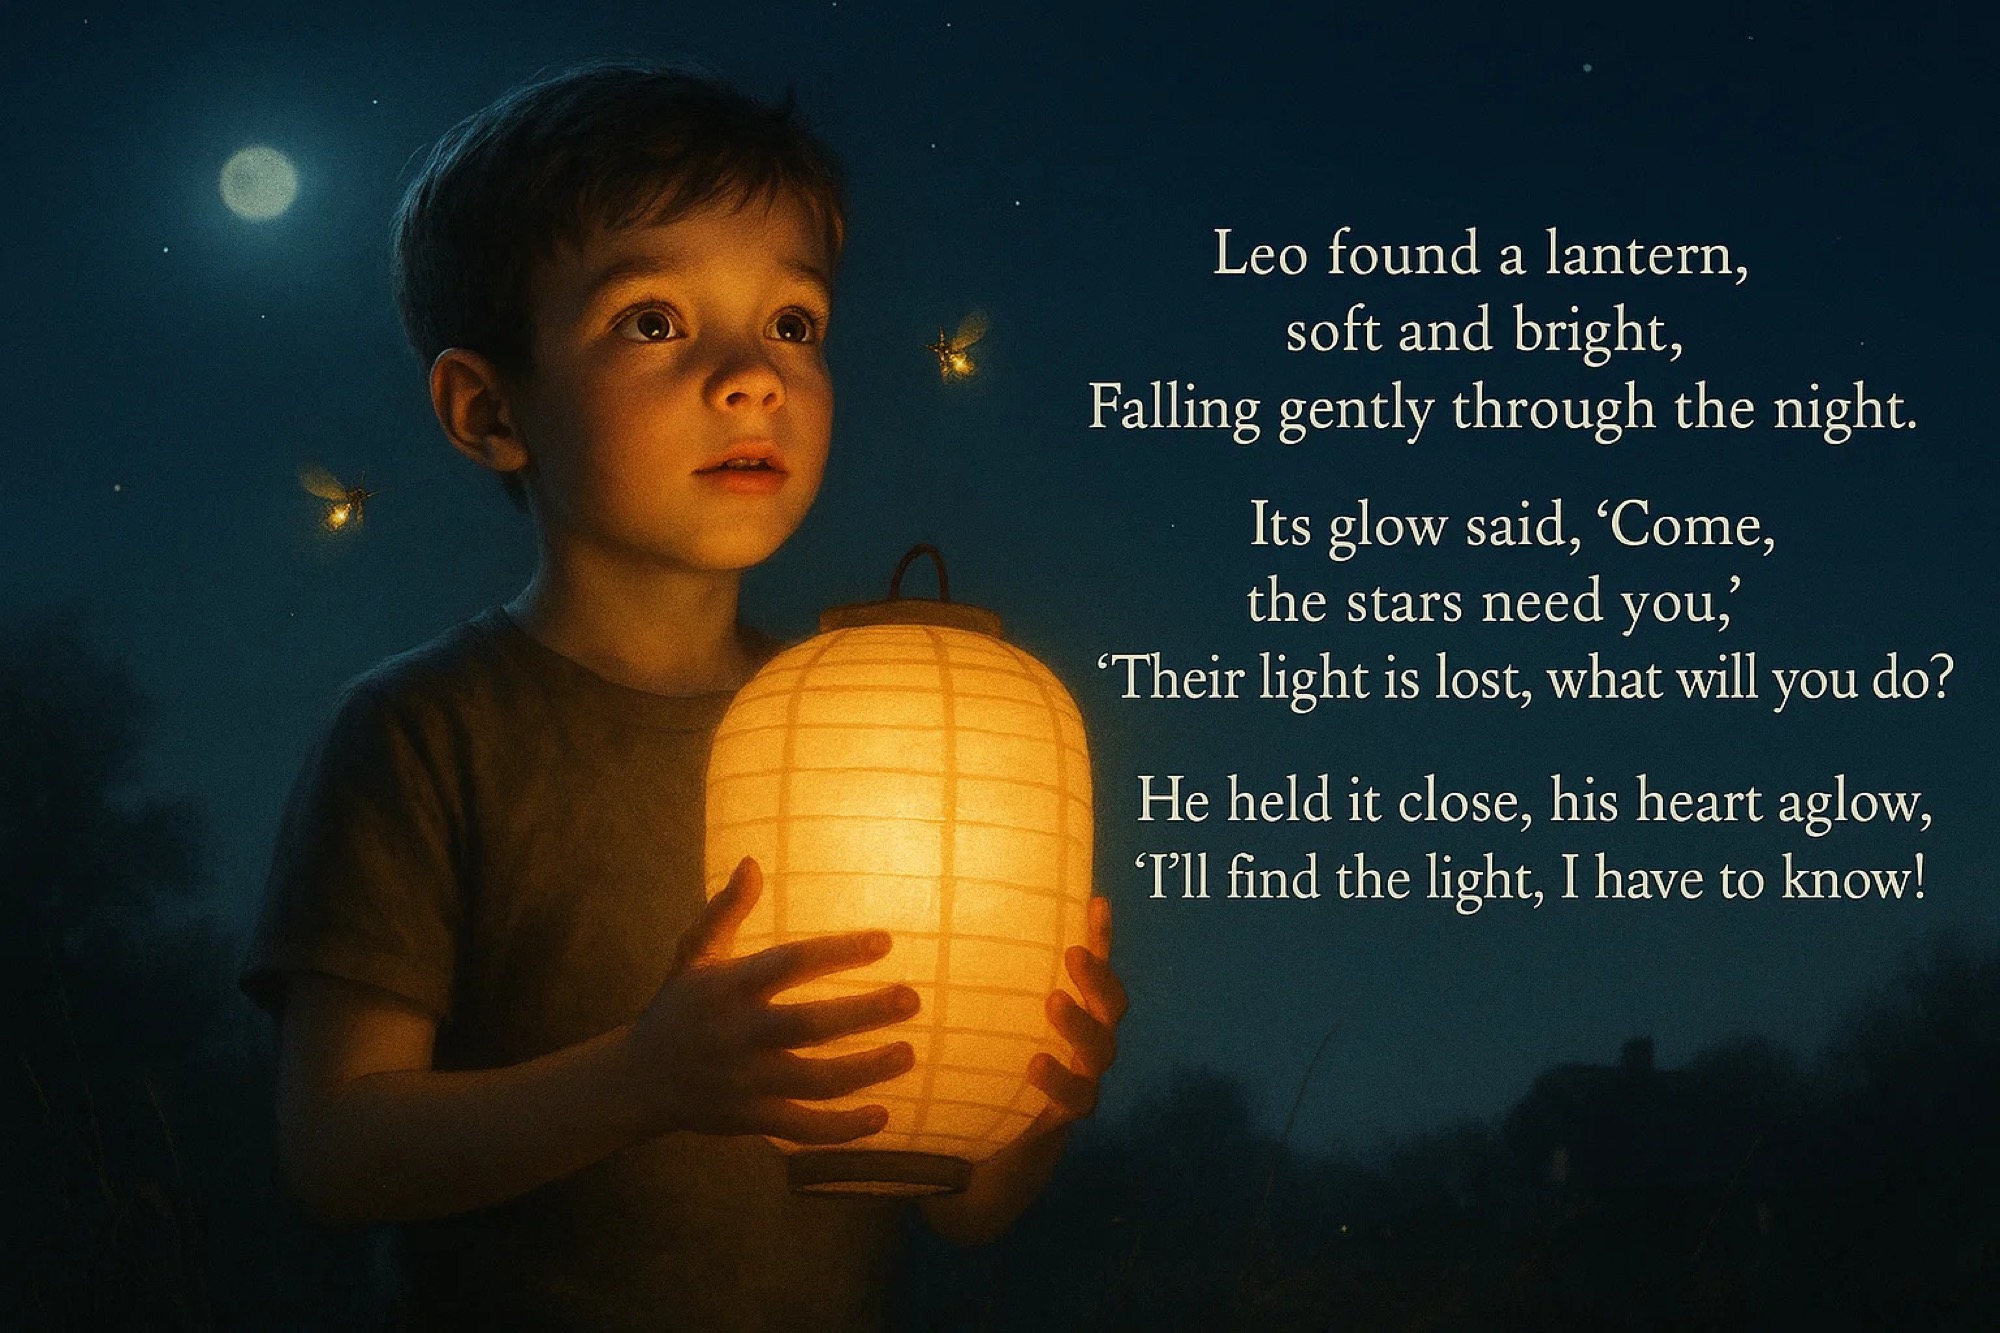 Leo found a lantern,
soft and bright,
Falling gently through the night.
Its glow said, ‘Come,
the stars need you,’
‘Their light is lost, what will you do?
He held it close, his heart aglow,
‘I’ll find the light, I have to know!